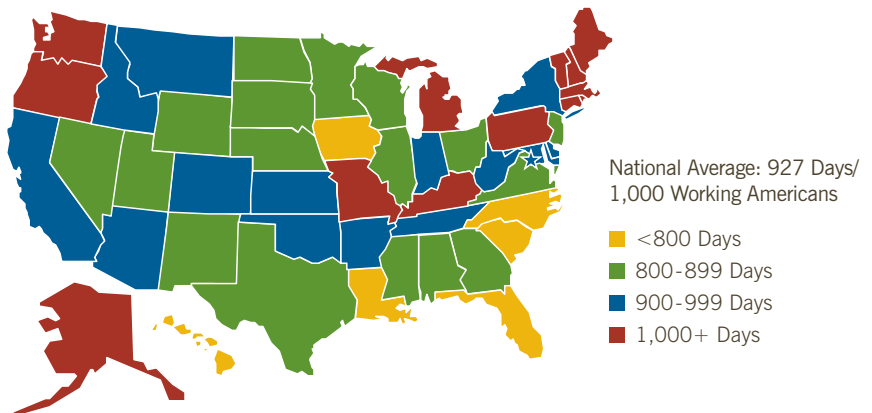 National Average: 927 Days/
1,000 Working Americans
<800 Days
800-899 Days
900-999 Days
1,000+ Days